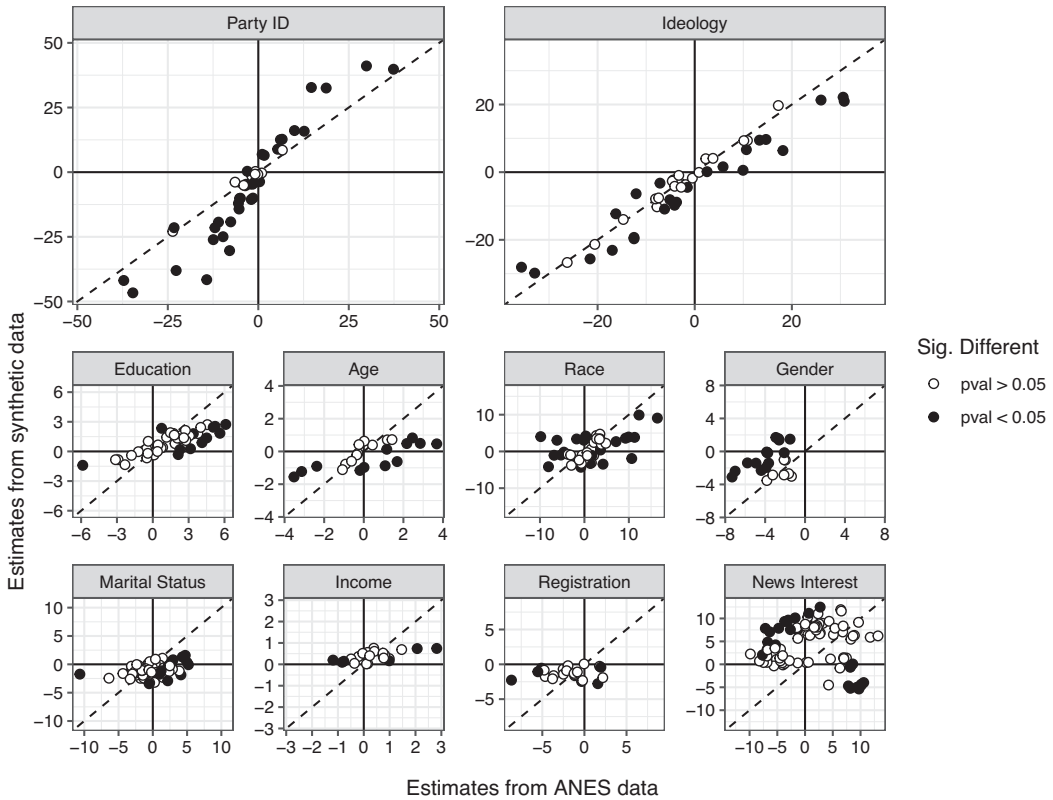 Party ID
Ideology
50
25
0
−25
−50
20
0
−20
−50 −25 0 25 50
−20 0 20
Sig. Different
pval > 0.05
pval < 0.05
Estimates from synthetic data
Education
Age
Race
Gender
6
3
0
−3
−6
4
2
0
−2
−4
10
0
−10
8
4
0
−4
−8
−6 −3 0 3 6
−4 −2 0 2 4
−10 0 10
−8 −4 0 4 8
Marital Status
Income
Registration
News Interest
10
5
0
−5
−10
3
2
1
0
−1
−2
−3
5
0
−5
10
5
0
−5
−10
−10 −5 0 5 10
−3 −2 −1 0 1 2 3
−5 0 5
−10 −5 0 5 10
Estimates from ANES data